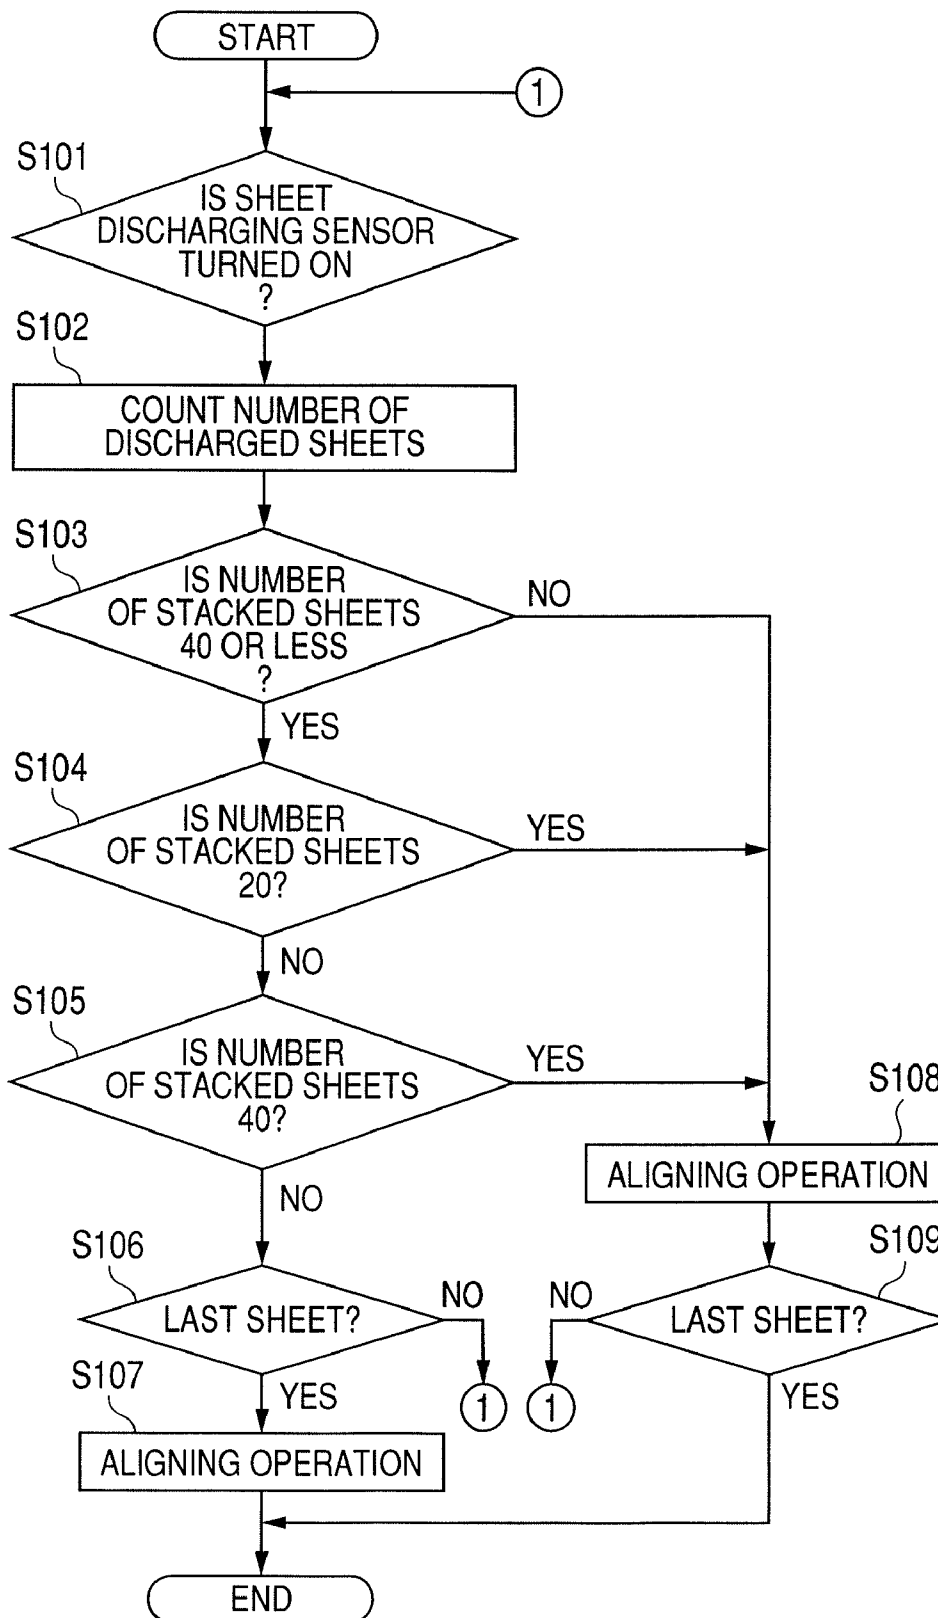 START
1
S101
IS SHEET
DISCHARGING SENSOR
TURNED ON
?
S102
COUNT NUMBER OF
DISCHARGED SHEETS
S103
IS NUMBER
OF STACKED SHEETS
40 OR LESS
?
NO
YES
S104
IS NUMBER
OF STACKED SHEETS
20?
YES
NO
S105
IS NUMBER
OF STACKED SHEETS
40?
YES
NO
S108
ALIGNING OPERATION
S106
LAST SHEET?
NO
1
YES
S109
LAST SHEET?
NO
1
YES
S107
ALIGNING OPERATION
END